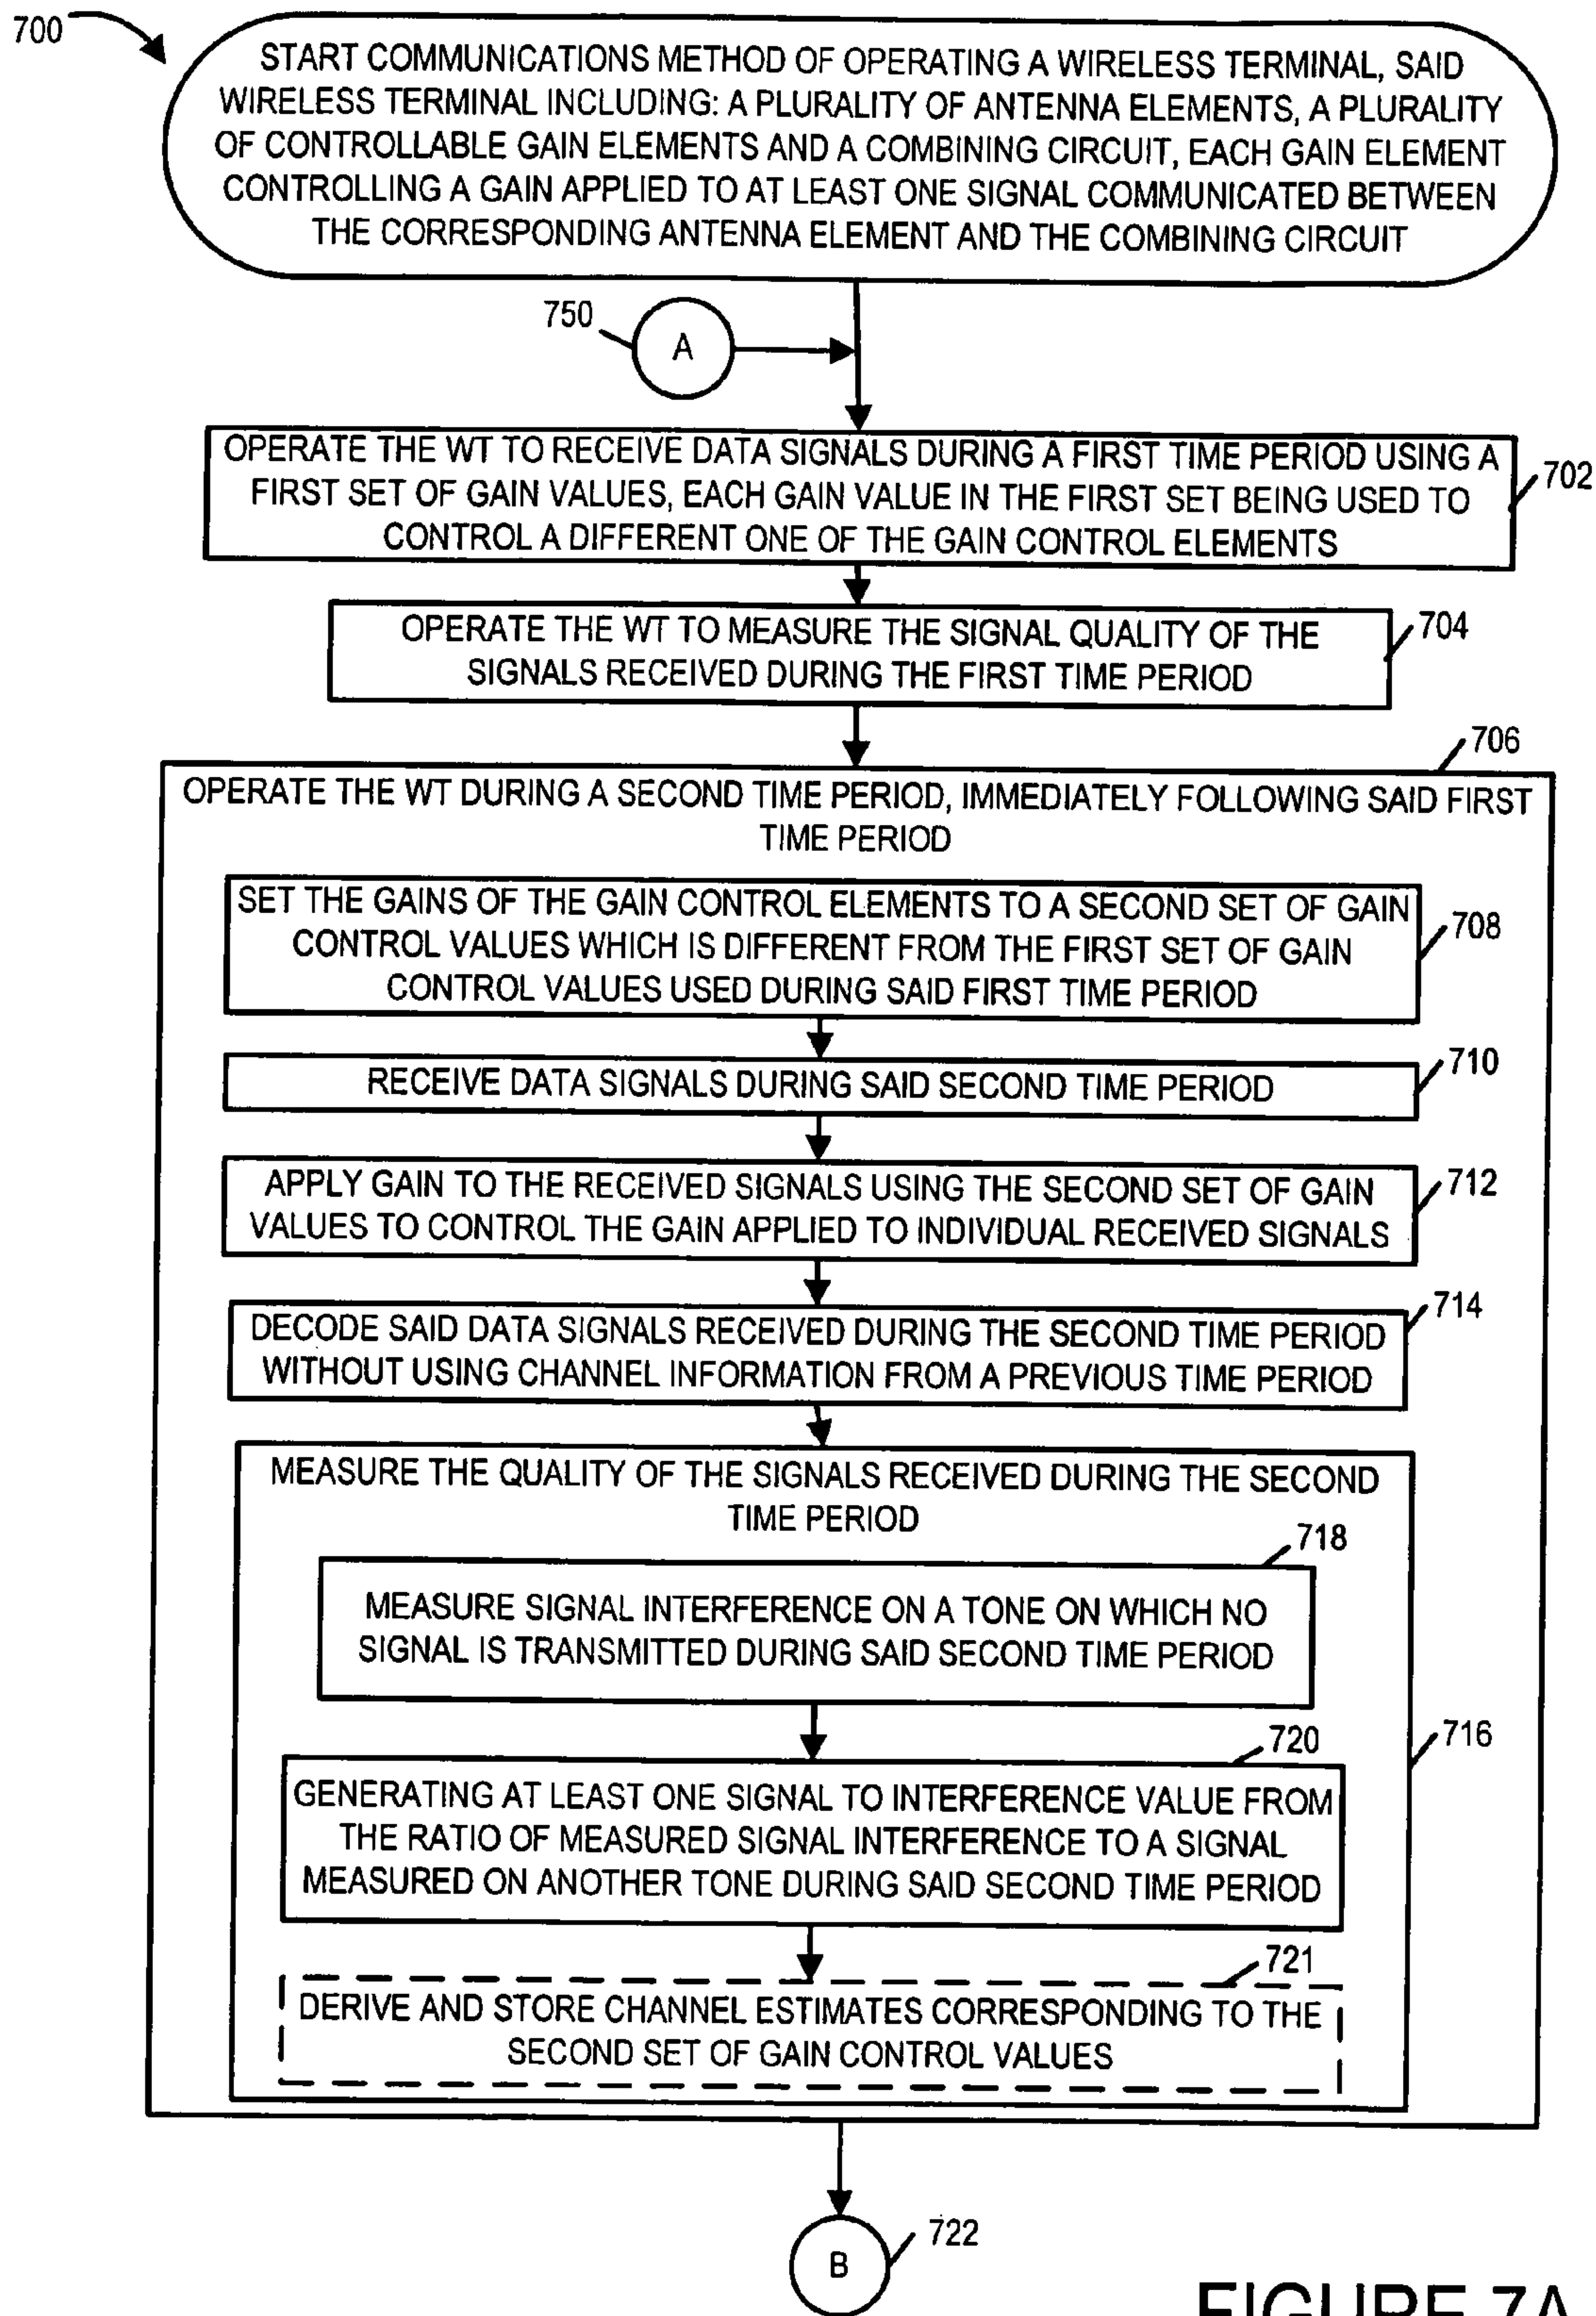 700
START COMMUNICATIONS METHOD OF OPERATING A WIRELESS TERMINAL, SAID
WIRELESS TERMINAL INCLUDING: A PLURALITY OF ANTENNA ELEMENTS, A PLURALITY
OF CONTROLLABLE GAIN ELEMENTS AND A COMBINING CIRCUIT, EACH GAIN ELEMENT
CONTROLLING A GAIN APPLIED TO AT LEAST ONE SIGNAL COMMUNICATED BETWEEN
THE CORRESPONDING ANTENNA ELEMENT AND THE COMBINING CIRCUIT
750
A
OPERATE THE WT TO RECEIVE DATA SIGNALS DURING A FIRST TIME PERIOD USING A
FIRST SET OF GAIN VALUES, EACH GAIN VALUE IN THE FIRST SET BEING USED TO
CONTROL A DIFFERENT ONE OF THE GAIN CONTROL ELEMENTS
702
OPERATE THE WT TO MEASURE THE SIGNAL QUALITY OF THE
SIGNALS RECEIVED DURING THE FIRST TIME PERIOD
704
706
OPERATE THE WT DURING A SECOND TIME PERIOD, IMMEDIATELY FOLLOWING SAID FIRST
TIME PERIOD
SET THE GAINS OF THE GAIN CONTROL ELEMENTS TO A SECOND SET OF GAIN
CONTROL VALUES WHICH IS DIFFERENT FROM THE FIRST SET OF GAIN
CONTROL VALUES USED DURING SAID FIRST TIME PERIOD
708
RECEIVE DATA SIGNALS DURING SAID SECOND TIME PERIOD
710
APPLY GAIN TO THE RECEIVED SIGNALS USING THE SECOND SET OF GAIN
VALUES TO CONTROL THE GAIN APPLIED TO INDIVIDUAL RECEIVED SIGNALS
712
DECODE SAID DATA SIGNALS RECEIVED DURING THE SECOND TIME PERIOD
WITHOUT USING CHANNEL INFORMATION FROM A PREVIOUS TIME PERIOD
714
MEASURE THE QUALITY OF THE SIGNALS RECEIVED DURING THE SECOND
TIME PERIOD
718
MEASURE SIGNAL INTERFERENCE ON A TONE ON WHICH NO
SIGNAL IS TRANSMITTED DURING SAID SECOND TIME PERIOD
716
720
GENERATING AT LEAST ONE SIGNAL TO INTERFERENCE VALUE FROM
THE RATIO OF MEASURED SIGNAL INTERFERENCE TO A SIGNAL
MEASURED ON ANOTHER TONE DURING SAID SECOND TIME PERIOD
721
DERIVE AND STORE CHANNEL ESTIMATES CORRESPONDING TO THE
SECOND SET OF GAIN CONTROL VALUES
B
722
FIGURE 7A